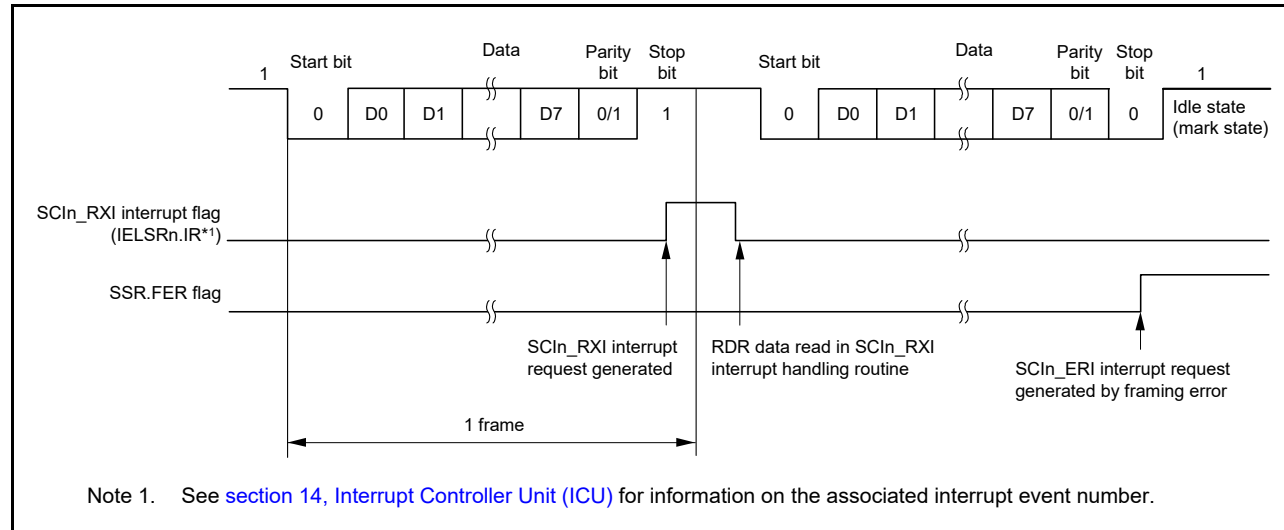 Data Parity Stop Data Parity Stop
1 Start bit bit bit Start bit bit bit 1
0 D0 D1 D7 0/1 1 0 D0 D1 D7 0/1 0 Idle state
(mark state)
SCIn_RXI interrupt flag
(IELSRn.IR*1)
SSR.FER flag
SCIn_RXI interrupt
request generated
RDR data read in SCIn_RXI
interrupt handling routine
SCIn_ERI interrupt request
generated by framing error
1 frame
Note 1. See section 14, Interrupt Controller Unit (ICU) for information on the associated interrupt event number.